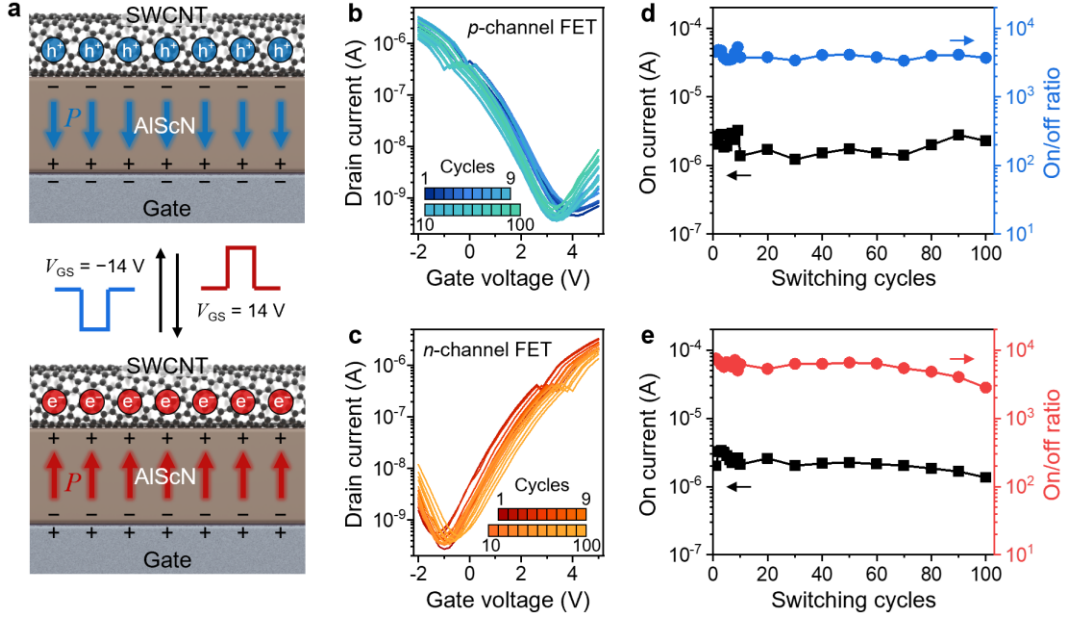 a
SWCNT
h⁺ h⁺ h⁺ h⁺ h⁺ h⁺ h⁺
− − − − − − −
P
AlScN
+ + + + + + +
− − − − − − −
Gate
V_GS = −14 V
V_GS = 14 V
SWCNT
e⁻ e⁻ e⁻ e⁻ e⁻ e⁻ e⁻
+ + + + + + +
P
AlScN
− − − − − − −
+ + + + + + +
Gate
b
p-channel FET
Drain current (A)
10⁻⁶
10⁻⁷
10⁻⁸
10⁻⁹
Cycles
1 9
10 100
−2 0 2 4
Gate voltage (V)
c
n-channel FET
Drain current (A)
10⁻⁶
10⁻⁷
10⁻⁸
10⁻⁹
Cycles
1 9
10 100
−2 0 2 4
Gate voltage (V)
d
On current (A)
10⁻⁴
10⁻⁵
10⁻⁶
10⁻⁷
On/off ratio
10⁴
10³
10²
10¹
0 20 40 60 80 100
Switching cycles
e
On current (A)
10⁻⁴
10⁻⁵
10⁻⁶
10⁻⁷
On/off ratio
10⁴
10³
10²
10¹
0 20 40 60 80 100
Switching cycles